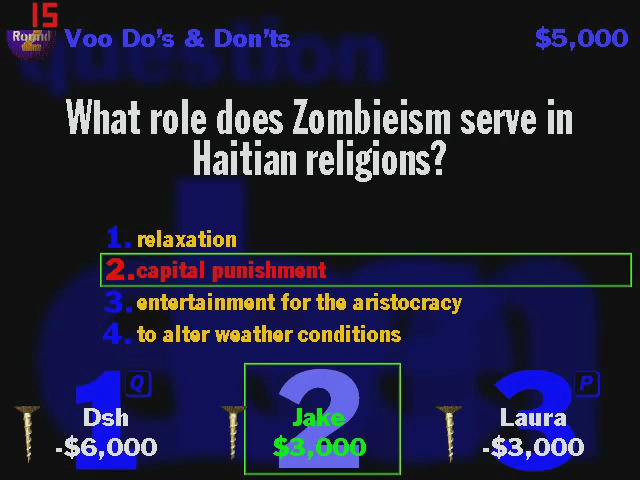 15
Round
2
Voo Do's & Don'ts
$5,000
question
What role does Zombieism serve in
Haitian religions?
1. relaxation
2. capital punishment
3. entertainment for the aristocracy
4. to alter weather conditions
1 Q
Dsh
-$6,000
2
Jake
$3,000
3 P
Laura
-$3,000